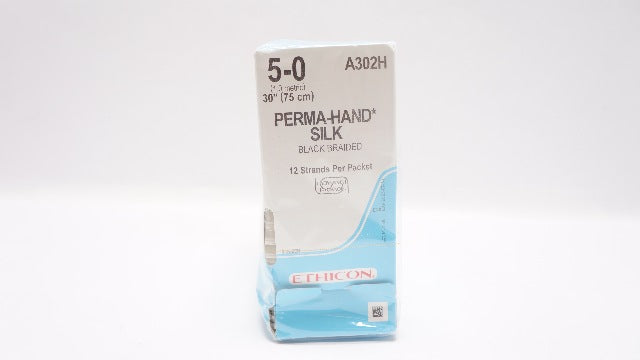 5-0
A302H
30" (75 cm)
PERMA-HAND*
SILK
BLACK BRAIDED
12 Strands Per Packet
ETHICON